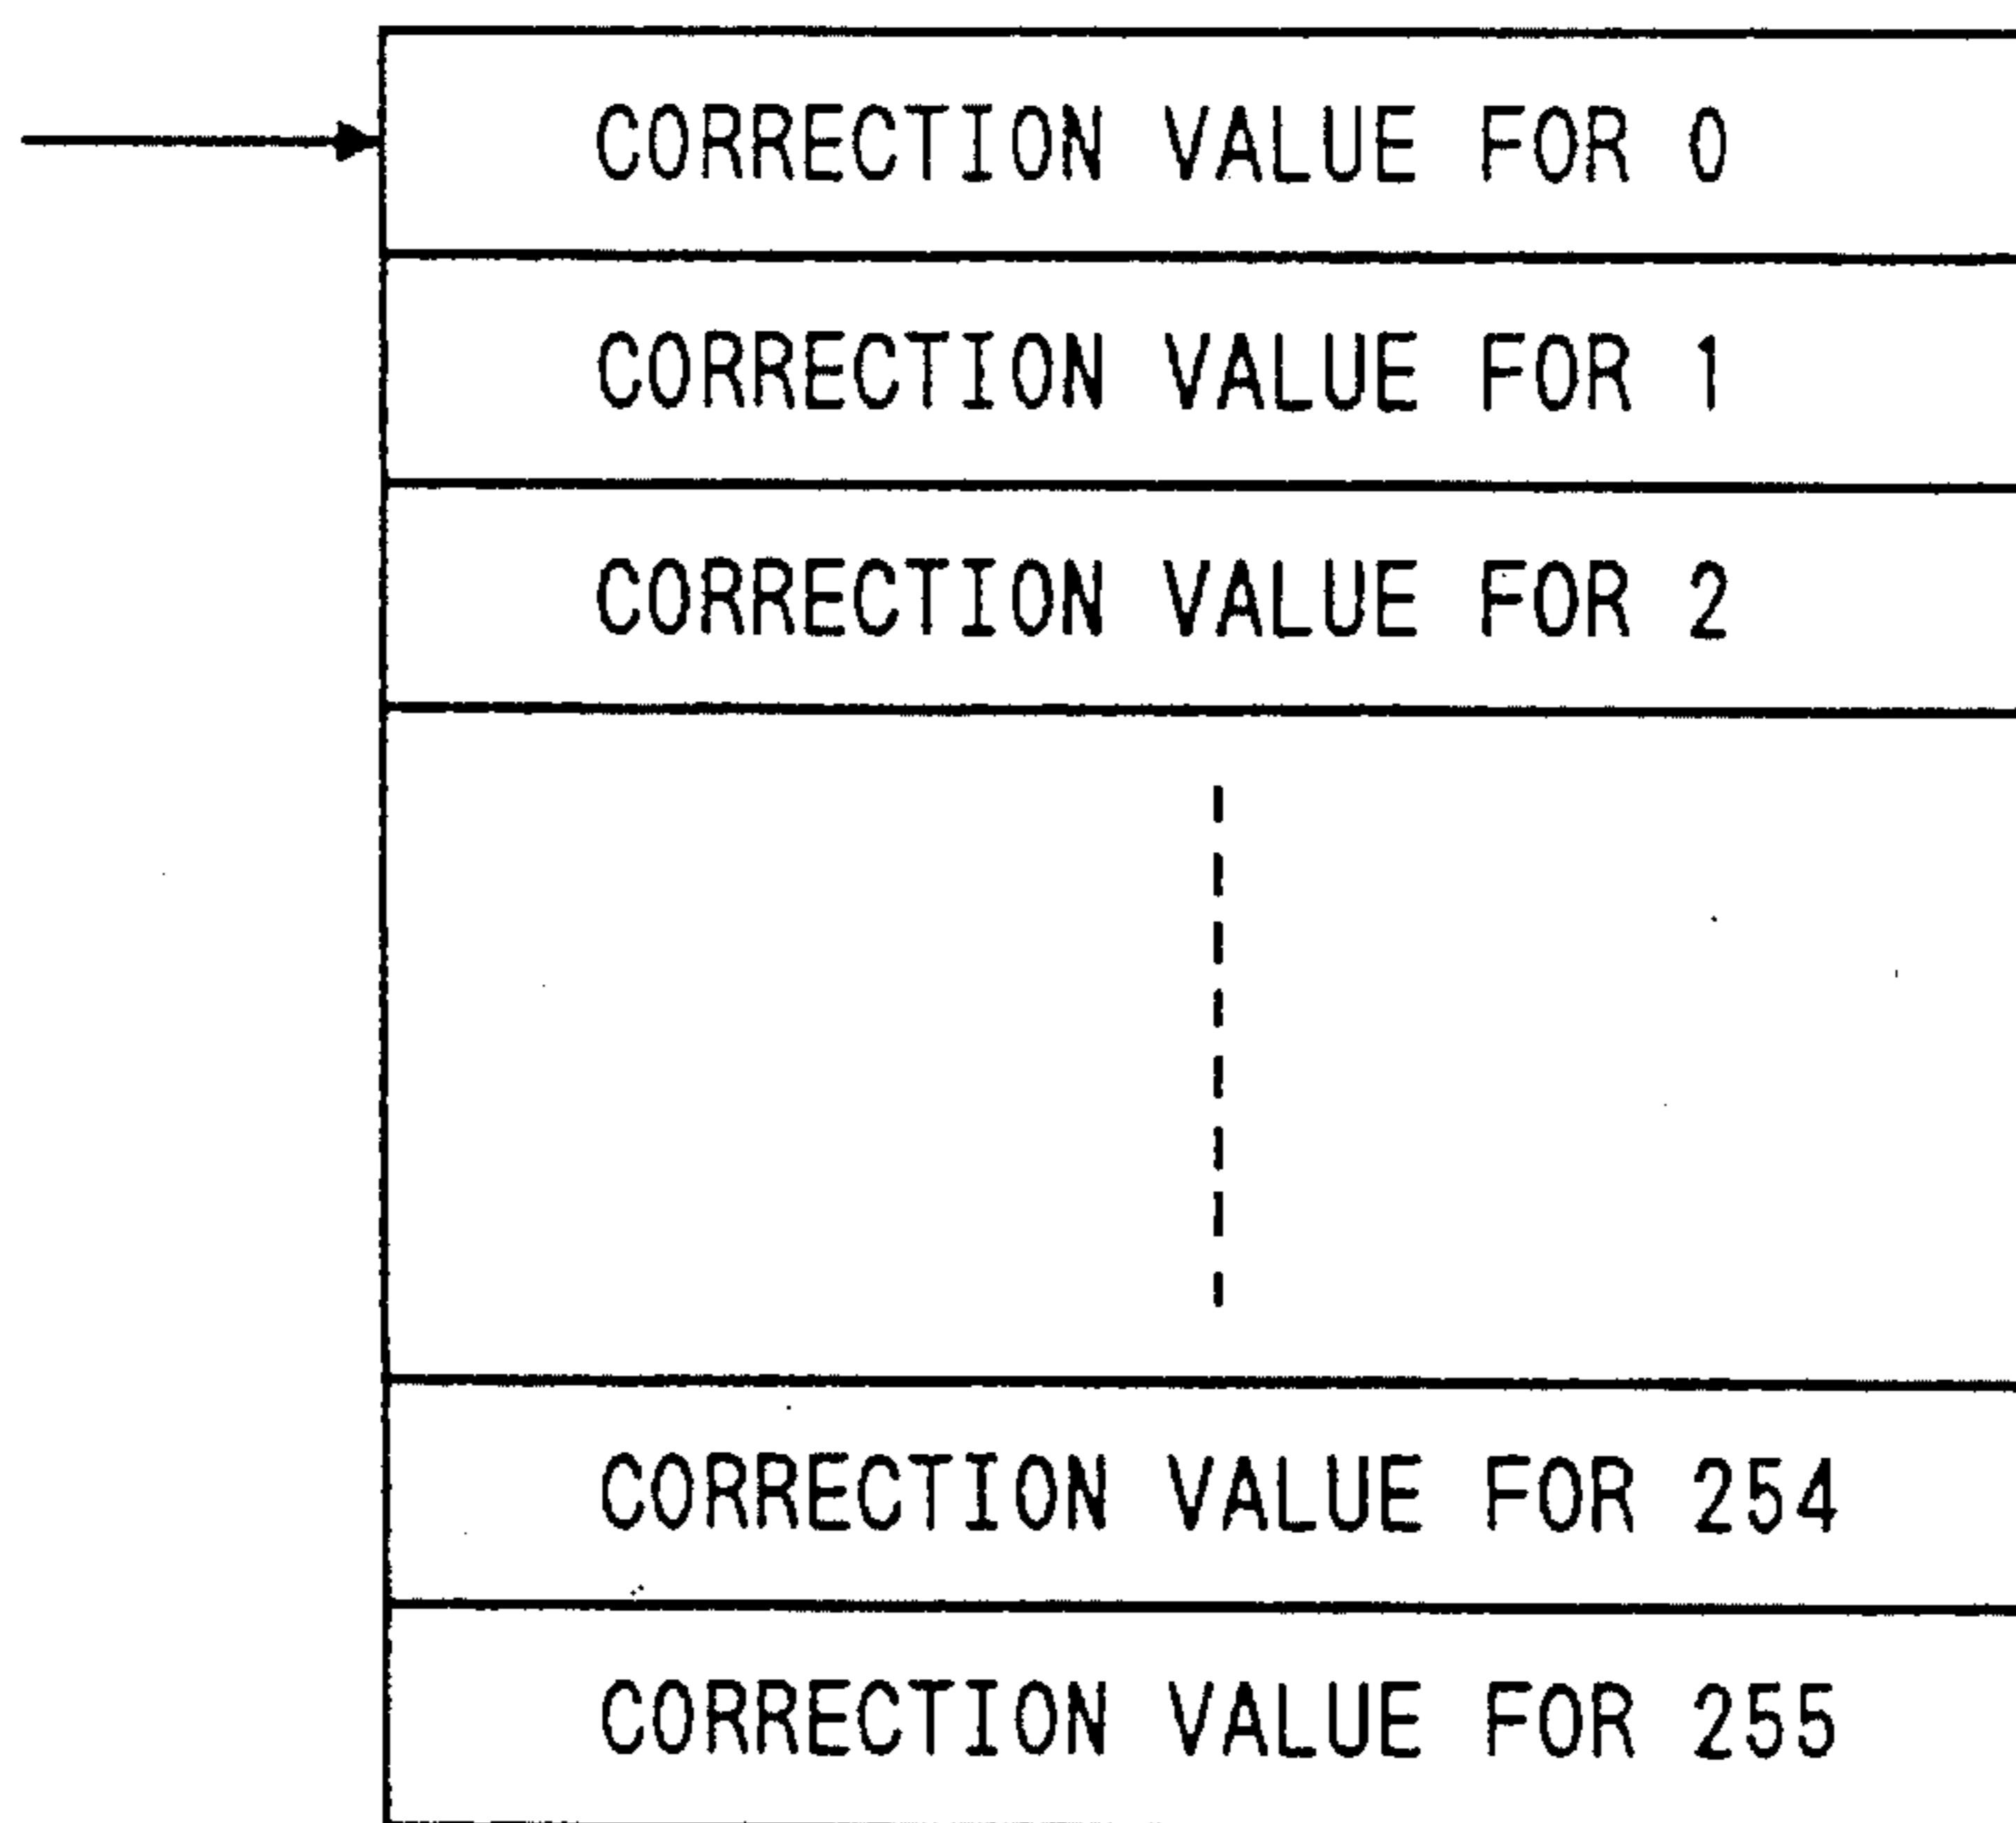 CORRECTION VALUE FOR 0
CORRECTION VALUE FOR 1
CORRECTION VALUE FOR 2
CORRECTION VALUE FOR 254
CORRECTION VALUE FOR 255